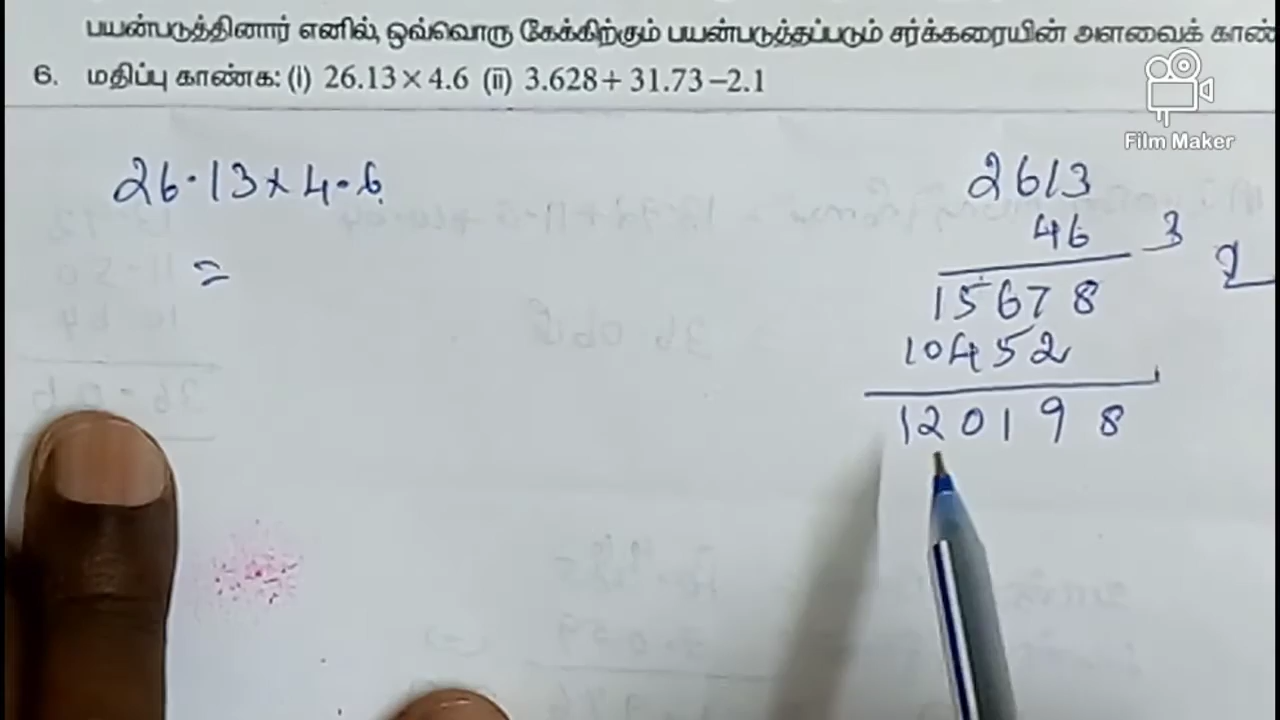 பயன்படுத்தினார் எனில், ஒவ்வொரு கேக்கிற்கும் பயன்படுத்தப்படும் சர்க்கரையின் அளவைக் காண்
6. மதிப்பு காண்க: (i) 26.13 × 4.6 (ii) 3.628 + 31.73 – 2.1
Film Maker
26.13 × 4.6
=
2613
46 3
2
15678
10452
120198